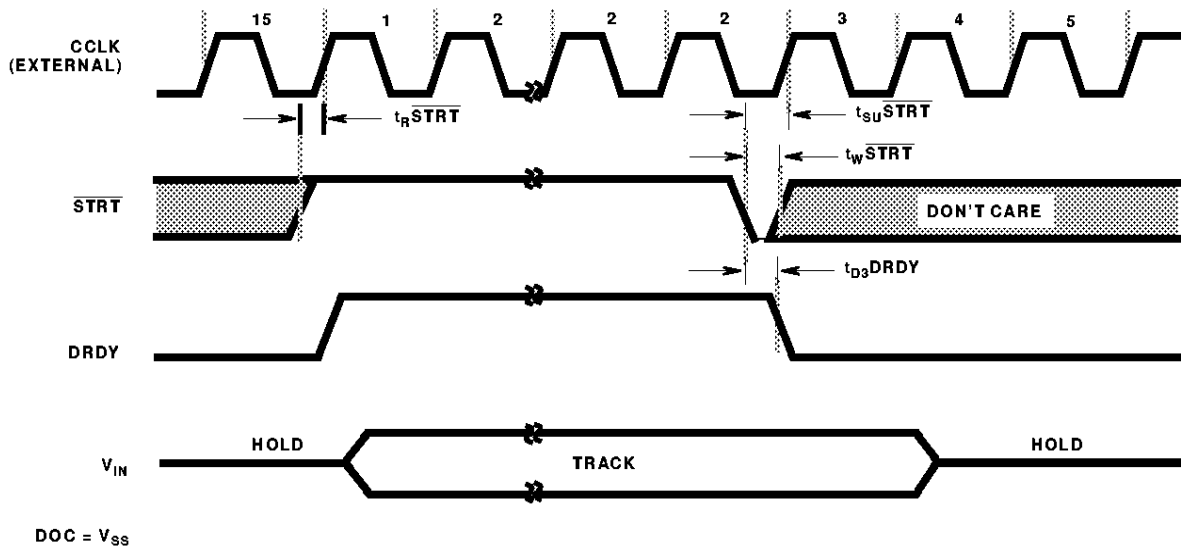 15 1 2 2 2 3 4 5
CCLK
(EXTERNAL)
tR STRT
tSU STRT
tW STRT
STRT
DON'T CARE
tD3 DRDY
DRDY
HOLD
TRACK
HOLD
VIN
DOC = VSS